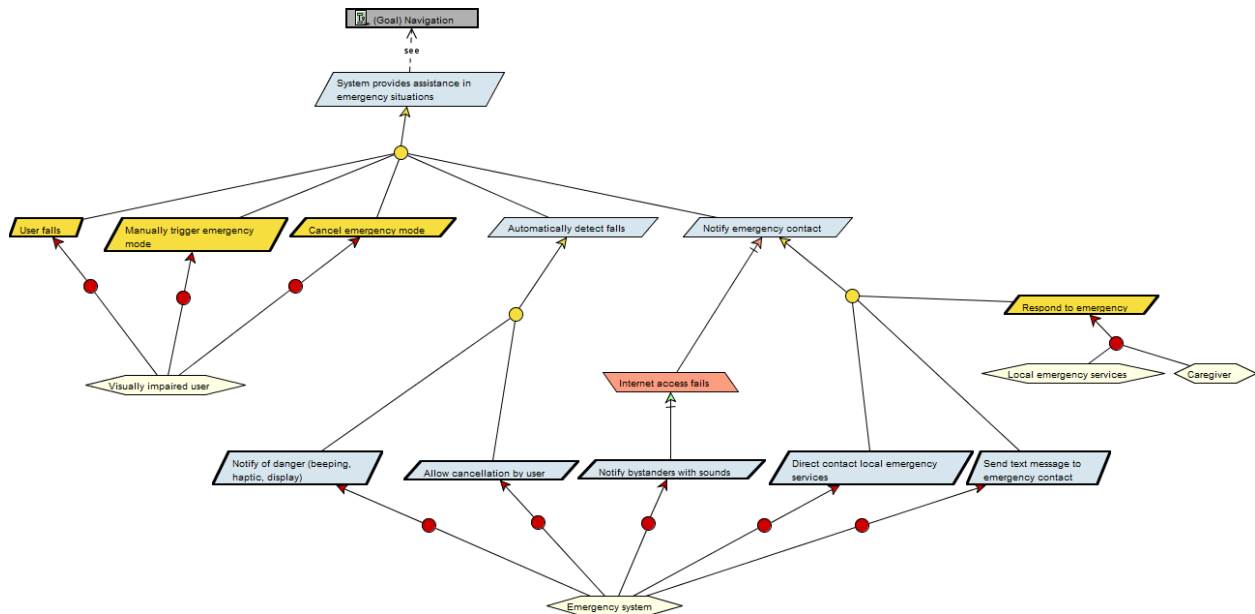 (Goal) Navigation
see
System provides assistance in
emergency situations
User falls
Manually trigger emergency
mode
Cancel emergency mode
Automatically detect falls
Notify emergency contact
Respond to emergency
Visually impaired user
Internet access fails
Local emergency services
Caregiver
Notify of danger (beeping,
haptic, display)
Allow cancellation by user
Notify bystanders with sounds
Direct contact local emergency
services
Send text message to
emergency contact
Emergency system